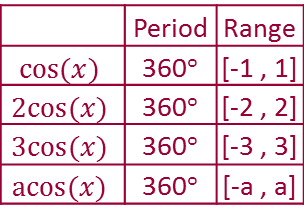 Period Range
cos(x) 360° [-1 , 1]
2cos(x) 360° [-2 , 2]
3cos(x) 360° [-3 , 3]
acos(x) 360° [-a , a]